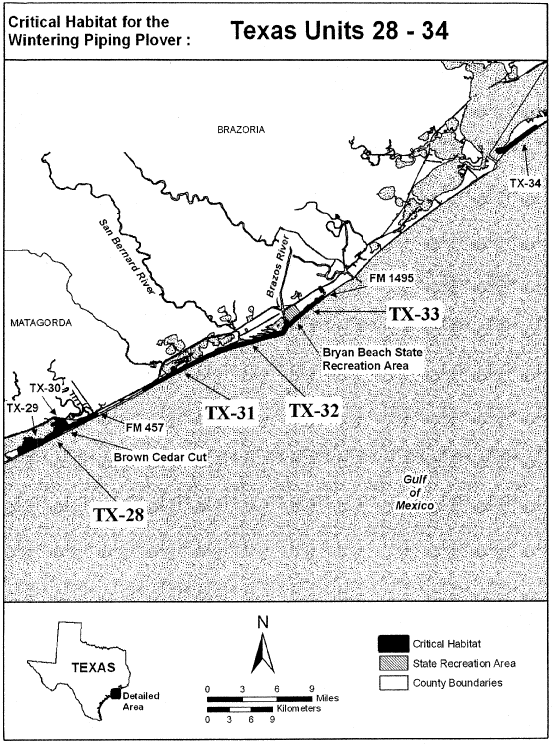 Critical Habitat for the
Wintering Piping Plover :
Texas Units 28 - 34
BRAZORIA
TX-34
San Bernard River
Brazos River
FM 1495
MATAGORDA
TX-33
Bryan Beach State
Recreation Area
TX-30
TX-29
TX-31
TX-32
FM 457
Brown Cedar Cut
TX-28
Gulf
of
Mexico
TEXAS
Detailed
Area
N
0 3 6 9
Miles
Kilometers
0 3 6 9
Critical Habitat
State Recreation Area
County Boundaries